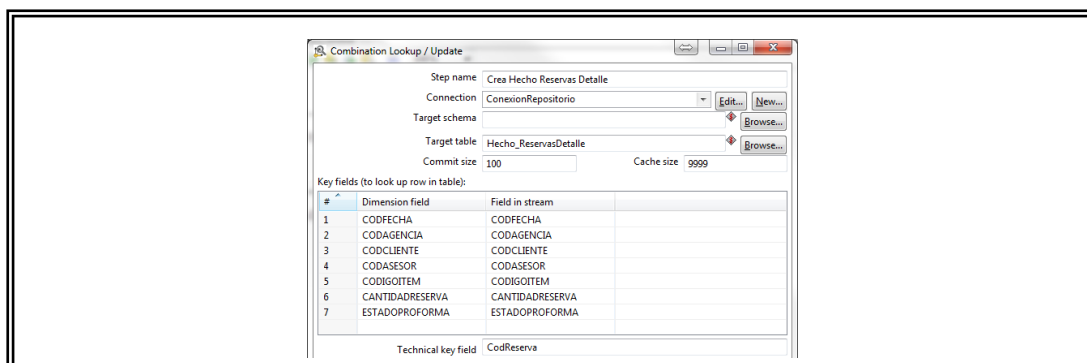 Combination Lookup / Update
Step name Crea Hecho Reservas Detalle
Connection ConexionRepositorio Edit... New...
Target schema Browse...
Target table Hecho_ReservasDetalle Browse...
Commit size 100 Cache size 9999
Key fields (to look up row in table):
# Dimension field Field in stream
1 CODFECHA CODFECHA
2 CODAGENCIA CODAGENCIA
3 CODCLIENTE CODCLIENTE
4 CODASESOR CODASESOR
5 CODIGOITEM CODIGOITEM
6 CANTIDADRESERVA CANTIDADRESERVA
7 ESTADOPROFORMA ESTADOPROFORMA
Technical key field CodReserva